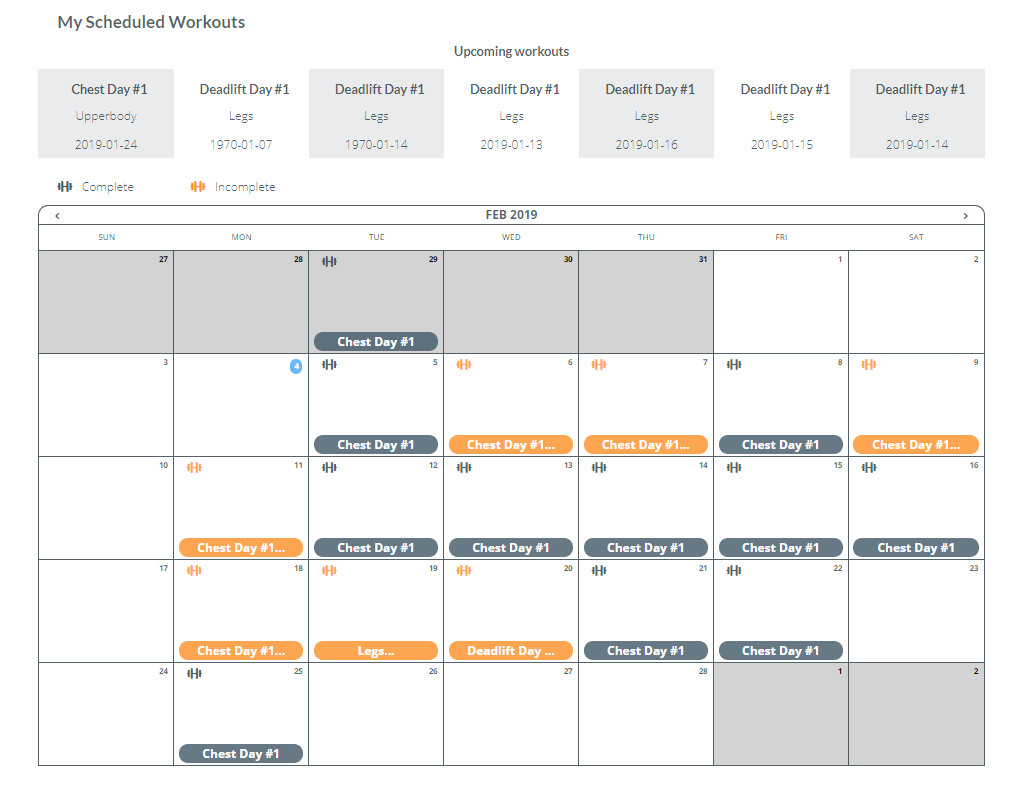 My Scheduled Workouts
Upcoming workouts
Chest Day #1 Deadlift Day #1 Deadlift Day #1 Deadlift Day #1 Deadlift Day #1 Deadlift Day #1 Deadlift Day #1
Upperbody Legs Legs Legs Legs Legs Legs
2019-01-24 1970-01-07 1970-01-14 2019-01-13 2019-01-16 2019-01-15 2019-01-14
Complete Incomplete
‹ FEB 2019 ›
SUN MON TUE WED THU FRI SAT
27 28 29 30 31 1 2
Chest Day #1
3 4 5 6 7 8 9
Chest Day #1 Chest Day #1... Chest Day #1... Chest Day #1 Chest Day #1...
10 11 12 13 14 15 16
Chest Day #1... Chest Day #1 Chest Day #1 Chest Day #1 Chest Day #1 Chest Day #1
17 18 19 20 21 22 23
Chest Day #1... Legs... Deadlift Day ... Chest Day #1 Chest Day #1
24 25 26 27 28 1 2
Chest Day #1